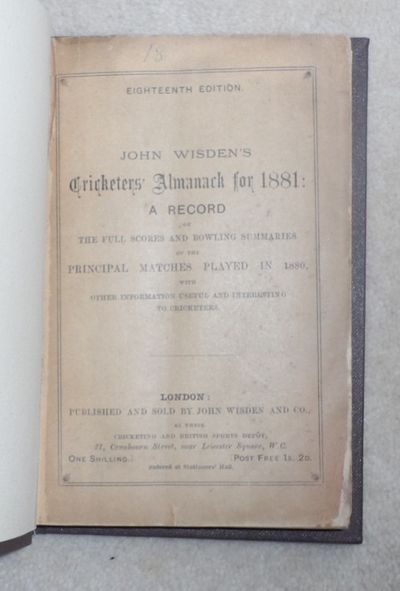 18
EIGHTEENTH EDITION.
JOHN WISDEN'S
Cricketers' Almanack for 1881:
A RECORD
OF
THE FULL SCORES AND BOWLING SUMMARIES
OF THE
PRINCIPAL MATCHES PLAYED IN 1880,
WITH
OTHER INFORMATION USEFUL AND INTERESTING
TO CRICKETERS.
LONDON:
PUBLISHED AND SOLD BY JOHN WISDEN AND CO.,
AT THEIR
CRICKETING AND BRITISH SPORTS DEPÔT,
21, Cranbourn Street, near Leicester Square, W.C.
ONE SHILLING.] [POST FREE 1S. 2D.
Entered at Stationers' Hall.